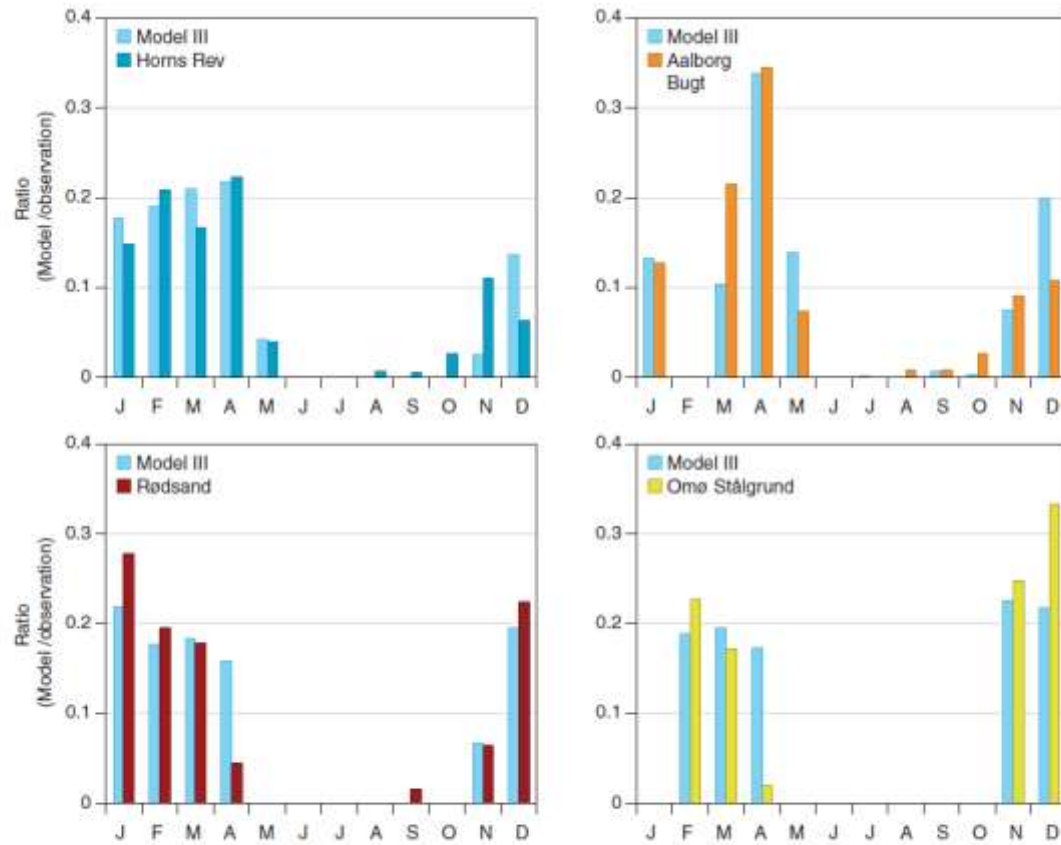 0.4
Model III
Horns Rev
0.3
0.2
0.1
0
Ratio
(Model /observation)
J F M A M J J A S O N D
0.4
Model III
Aalborg
Bugt
0.3
0.2
0.1
0
J F M A M J J A S O N D
0.4
Model III
Rødsand
0.3
0.2
0.1
0
Ratio
(Model /observation)
J F M A M J J A S O N D
0.4
Model III
Omø Stålgrund
0.3
0.2
0.1
0
J F M A M J J A S O N D